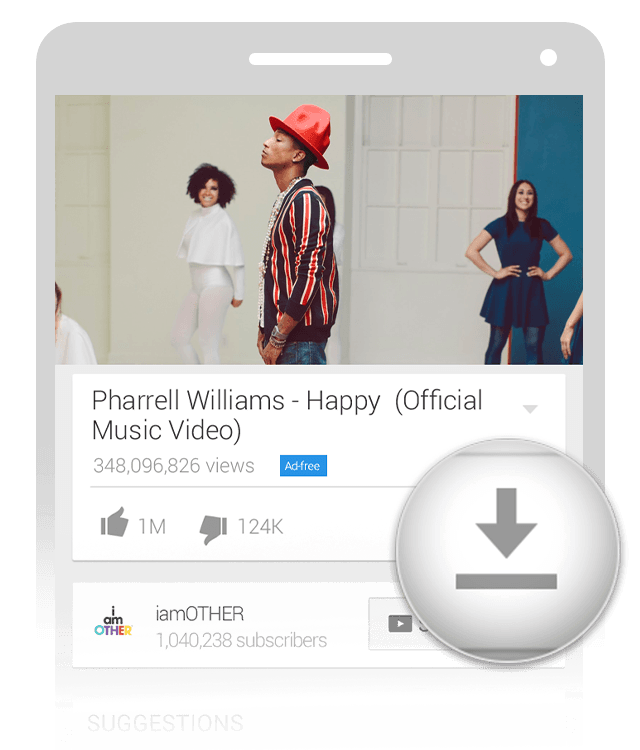 Pharrell Williams - Happy (Official
Music Video)
348,096,826 views
Ad-free
1M
124K
i
am
OTHER
iamOTHER
1,040,238 subscribers
SUGGESTIONS